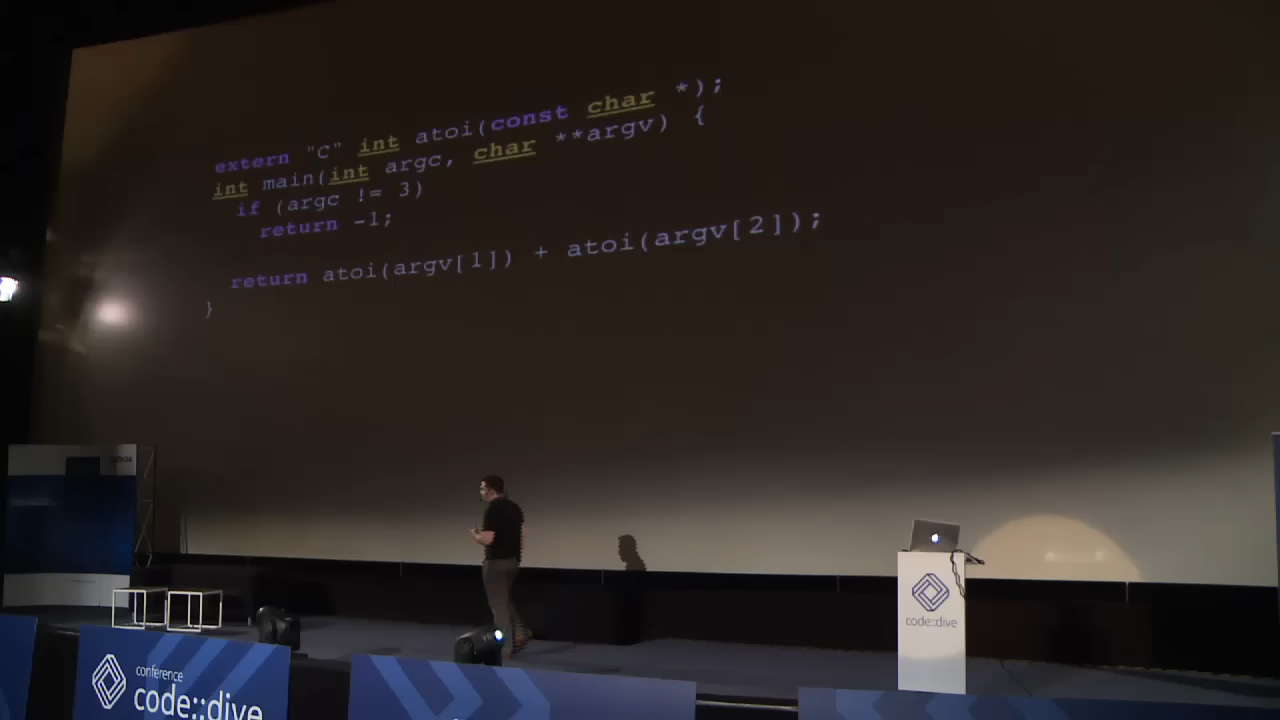 extern "C" int atoi(const char *);
int main(int argc, char **argv) {
if (argc != 3)
return -1;
return atoi(argv[1]) + atoi(argv[2]);
}
code::dive
conference
code::dive